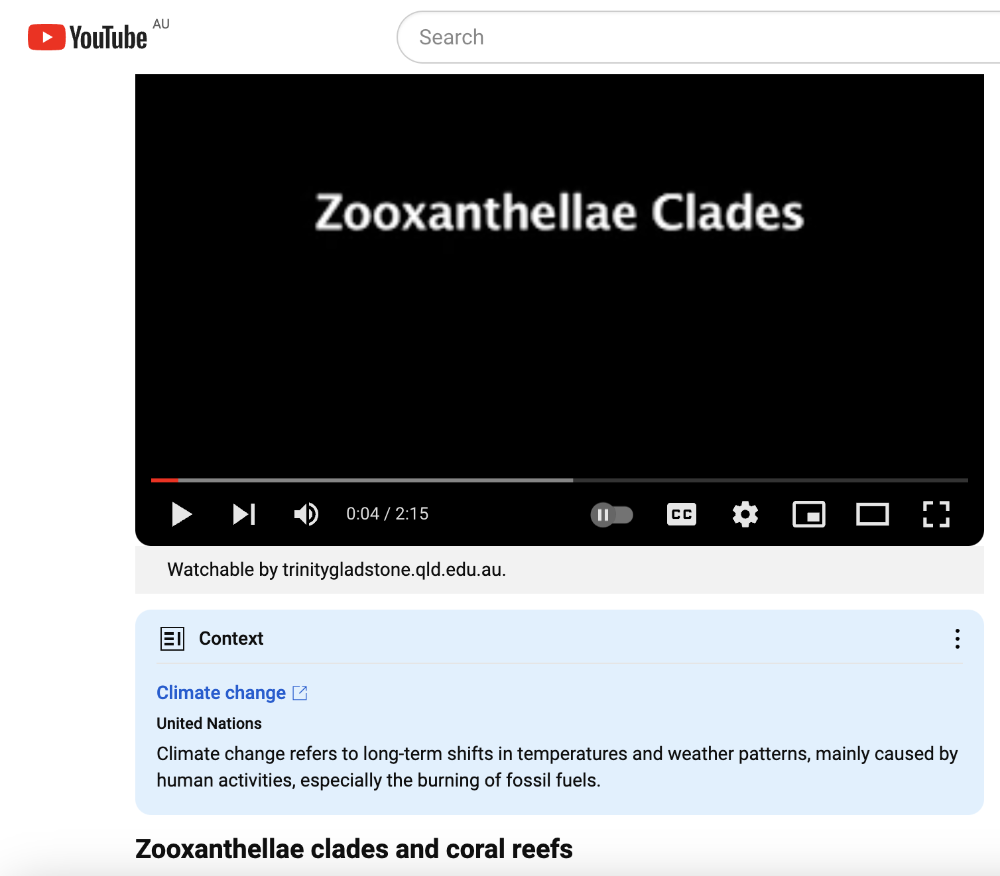 YouTube AU
Search
Zooxanthellae Clades
0:04 / 2:15
CC
Watchable by trinitygladstone.qld.edu.au.
Context
Climate change
United Nations
Climate change refers to long-term shifts in temperatures and weather patterns, mainly caused by
human activities, especially the burning of fossil fuels.
Zooxanthellae clades and coral reefs